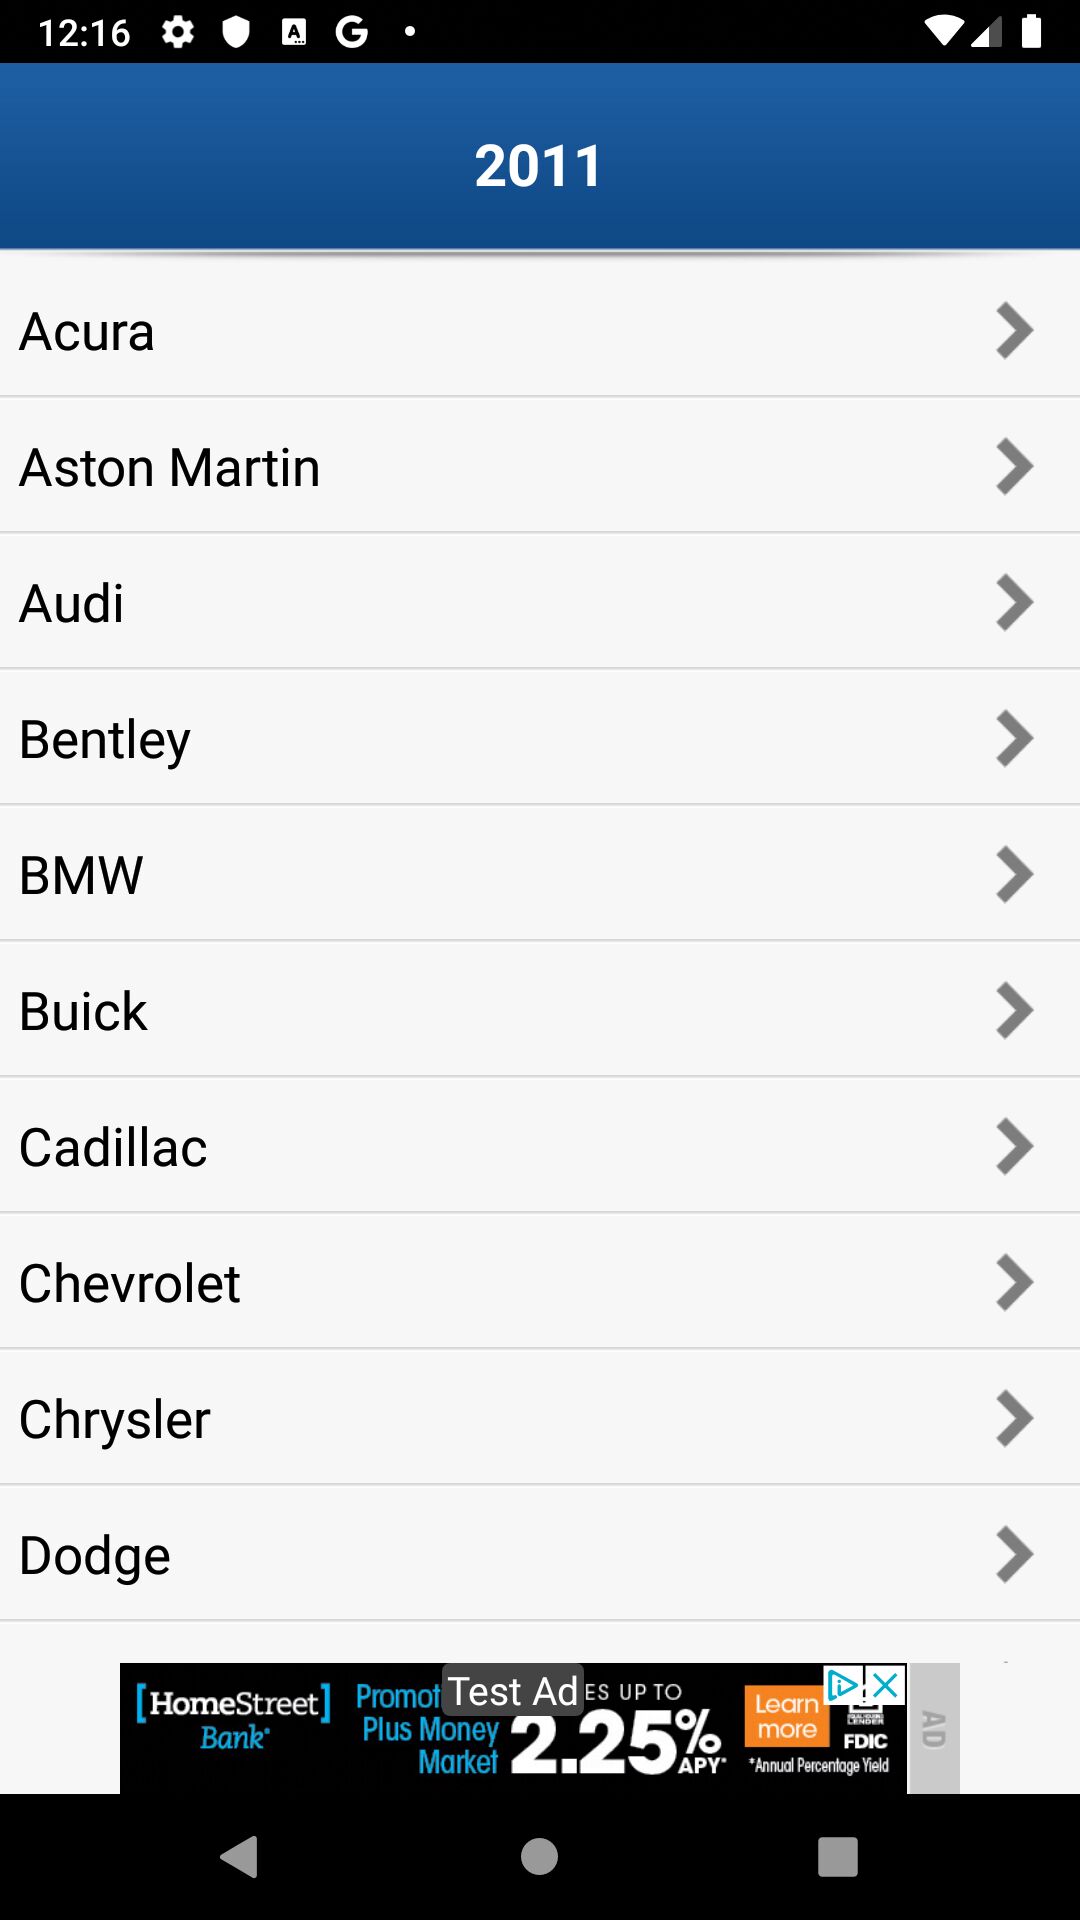 12:16
2011
Acura
Aston Martin
Audi
Bentley
BMW
Buick
Cadillac
Chevrolet
Chrysler
Dodge
Test Ad
[HomeStreet]
Bank
Plus Money
Market
ES UP TO
2.25%
APY*
Learn
more
FDIC
*Annual Percentage Yield
AD